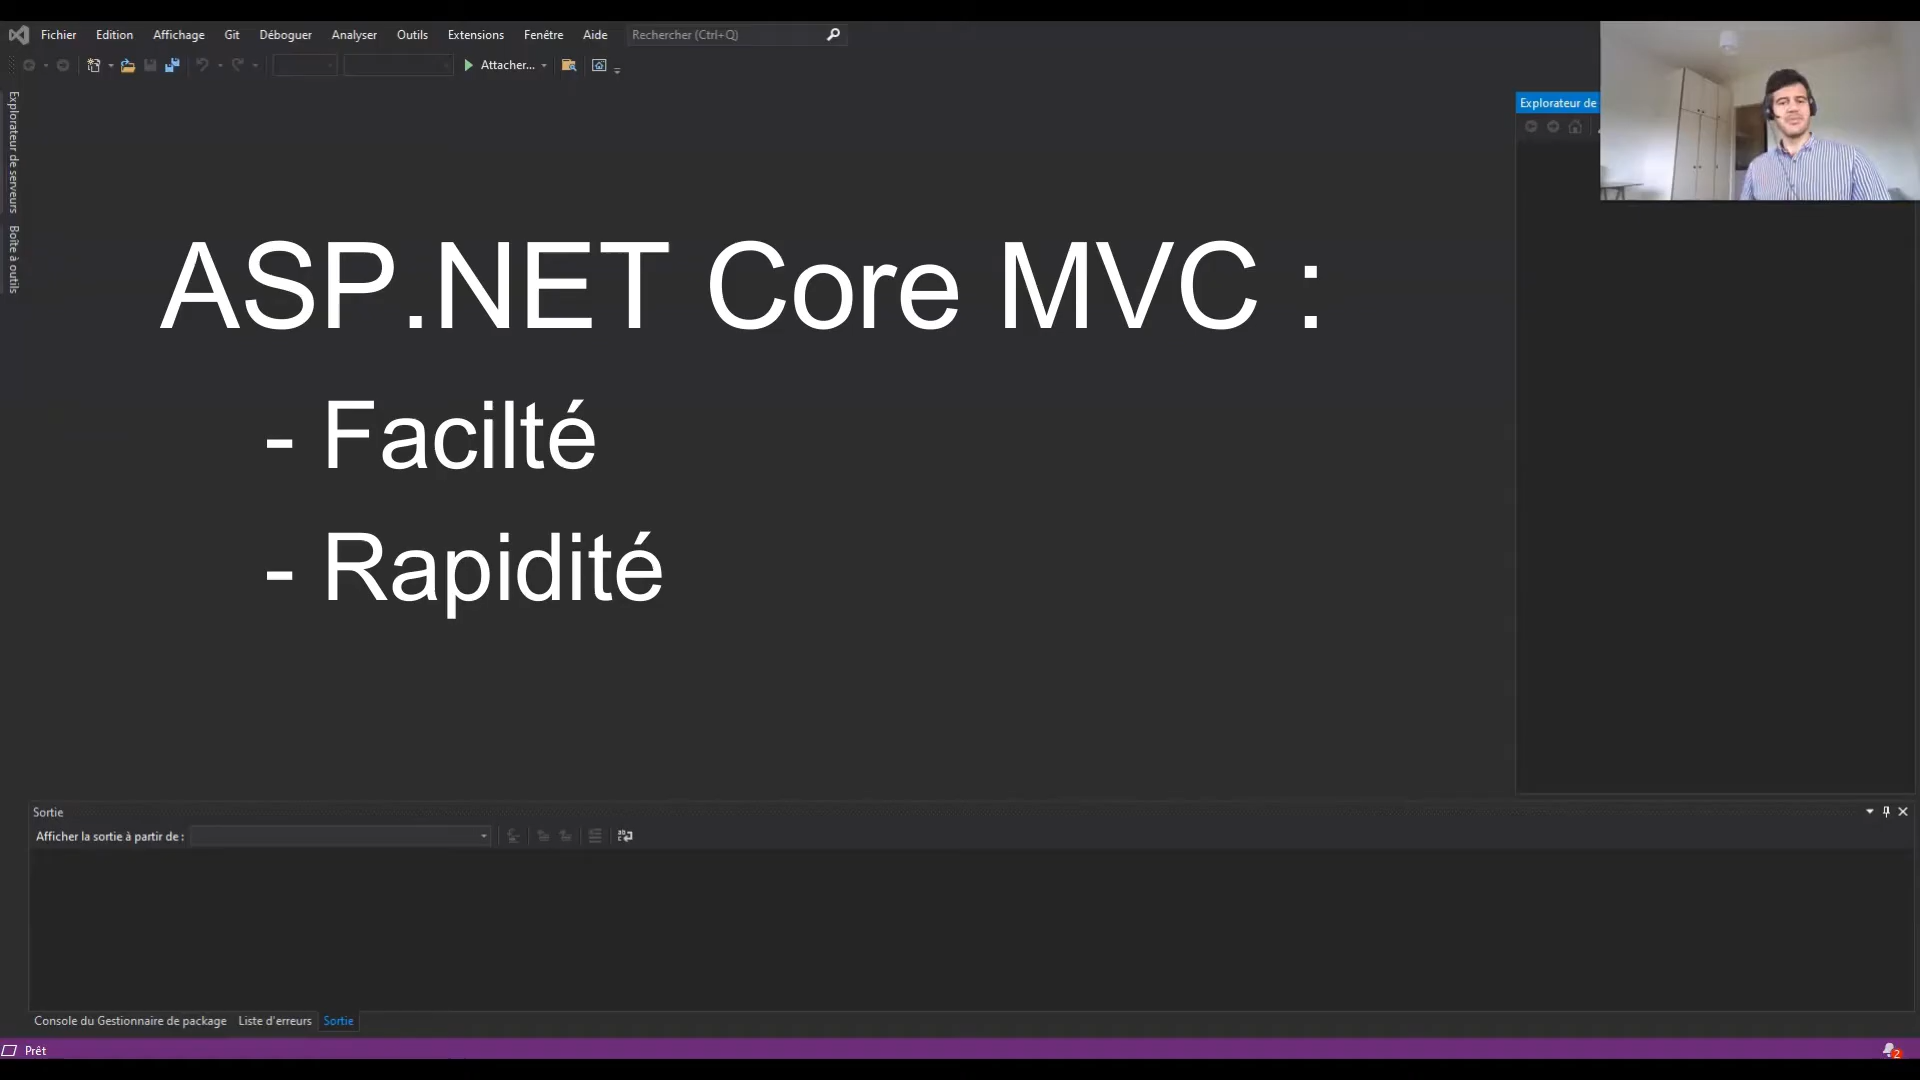 Fichier Edition Affichage Git Déboguer Analyser Outils Extensions Fenêtre Aide Rechercher (Ctrl+Q)
Attacher...
Explorateur de serveurs
Boîte à outils
Explorateur de
ASP.NET Core MVC :
- Facilté
- Rapidité
Sortie
Afficher la sortie à partir de :
Console du Gestionnaire de package Liste d'erreurs Sortie
Prêt
2